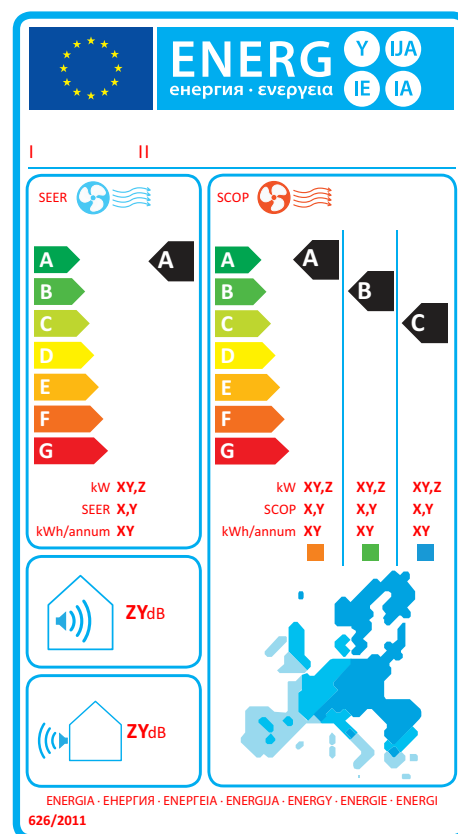 ENERG Y IJA
енергия · ενεργεια IE IA
I II
SEER
A A
B
C
D
E
F
G
kW XY,Z
SEER X,Y
kWh/annum XY
SCOP
A A
B B
C C
D
E
F
G
kW XY,Z XY,Z XY,Z
SCOP X,Y X,Y X,Y
kWh/annum XY XY XY
ZYdB
ZYdB
ENERGIA · ЕНЕРГИЯ · ΕΝΕΡΓΕΙΑ · ENERGIJA · ENERGY · ENERGIE · ENERGI
626/2011